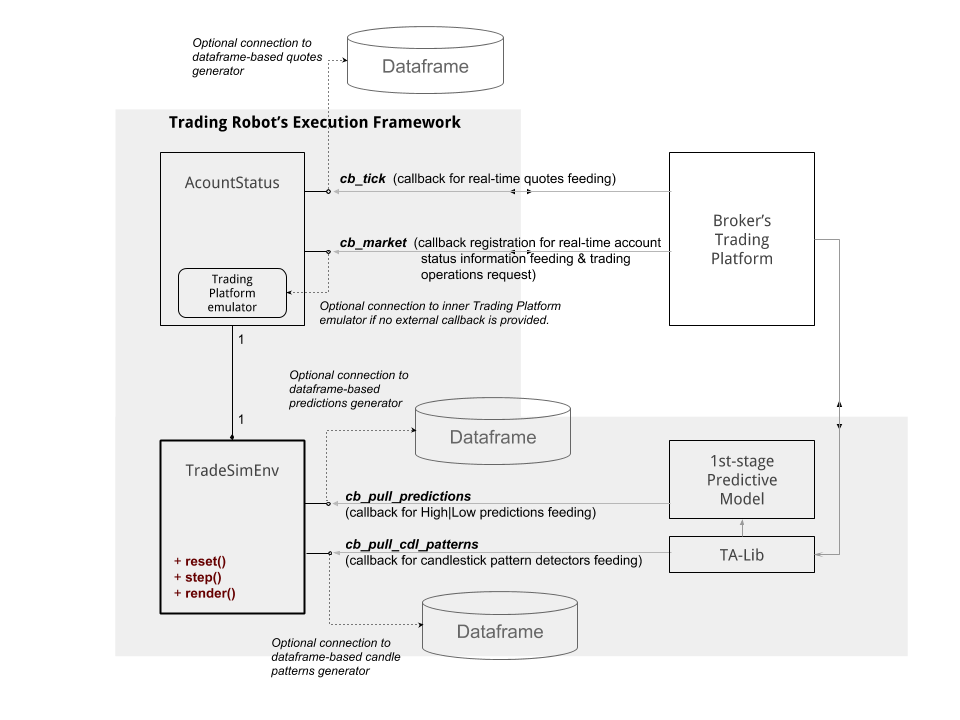 Optional connection to
dataframe-based quotes
generator
Dataframe
Trading Robot's Execution Framework
AcountStatus
cb_tick (callback for real-time quotes feeding)
cb_market (callback registration for real-time account
status information feeding & trading
operations request)
Broker's
Trading
Platform
Trading
Platform
emulator
Optional connection to inner Trading Platform
emulator if no external callback is provided.
1
1
Optional connection to
dataframe-based
predictions generator
Dataframe
TradeSimEnv
+ reset()
+ step()
+ render()
cb_pull_predictions
(callback for High|Low predictions feeding)
cb_pull_cdl_patterns
(callback for candlestick pattern detectors feeding)
1st-stage
Predictive
Model
TA-Lib
Dataframe
Optional connection to
dataframe-based candle
patterns generator